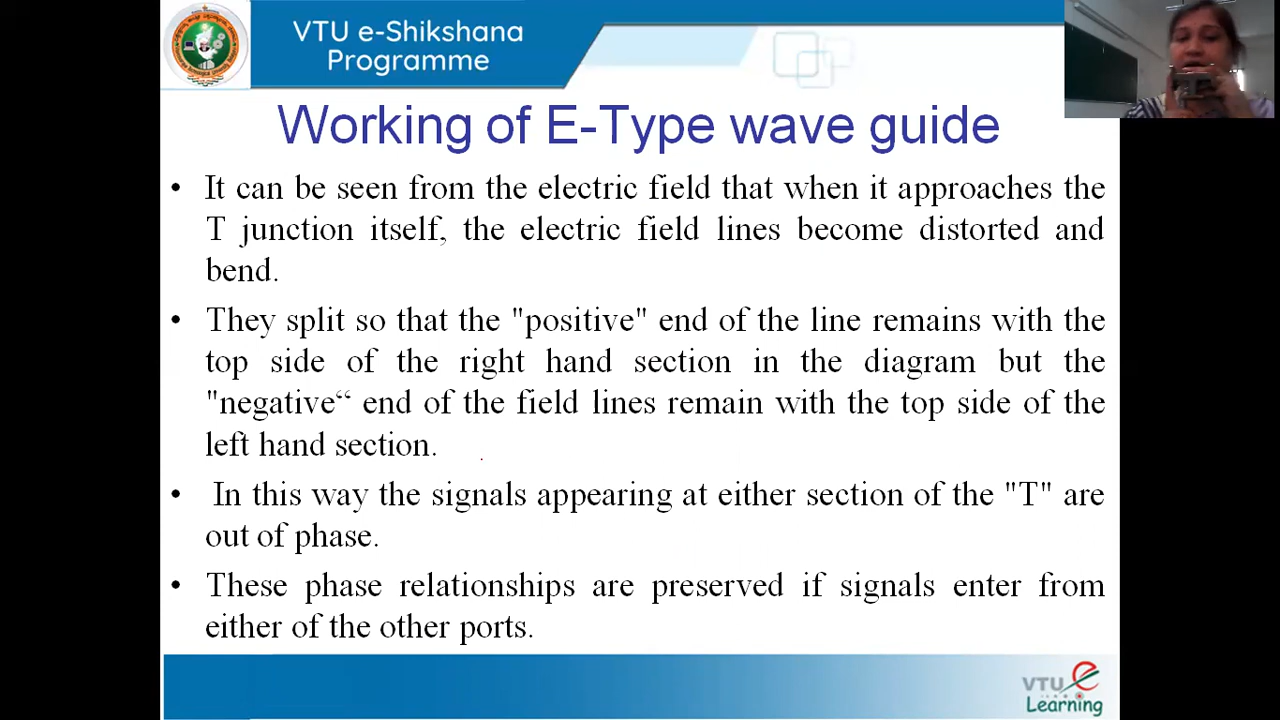 VTU e-Shikshana
Programme
Working of E-Type wave guide
• It can be seen from the electric field that when it approaches the
T junction itself, the electric field lines become distorted and
bend.
• They split so that the "positive" end of the line remains with the
top side of the right hand section in the diagram but the
"negative“ end of the field lines remain with the top side of the
left hand section.
• In this way the signals appearing at either section of the "T" are
out of phase.
• These phase relationships are preserved if signals enter from
either of the other ports.
VTU e
Learning